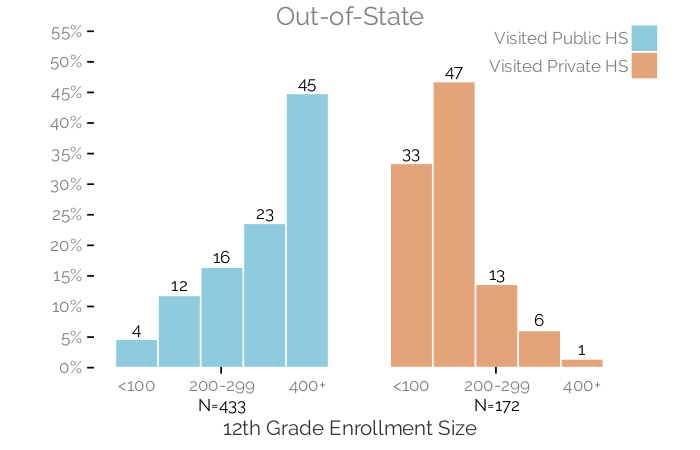 Out-of-State
Visited Public HS
Visited Private HS
55%
50%
45%
40%
35%
30%
25%
20%
15%
10%
5%
0%
4
12
16
23
45
33
47
13
6
1
<100 200-299 400+
<100 200-299 400+
N=433
N=172
12th Grade Enrollment Size